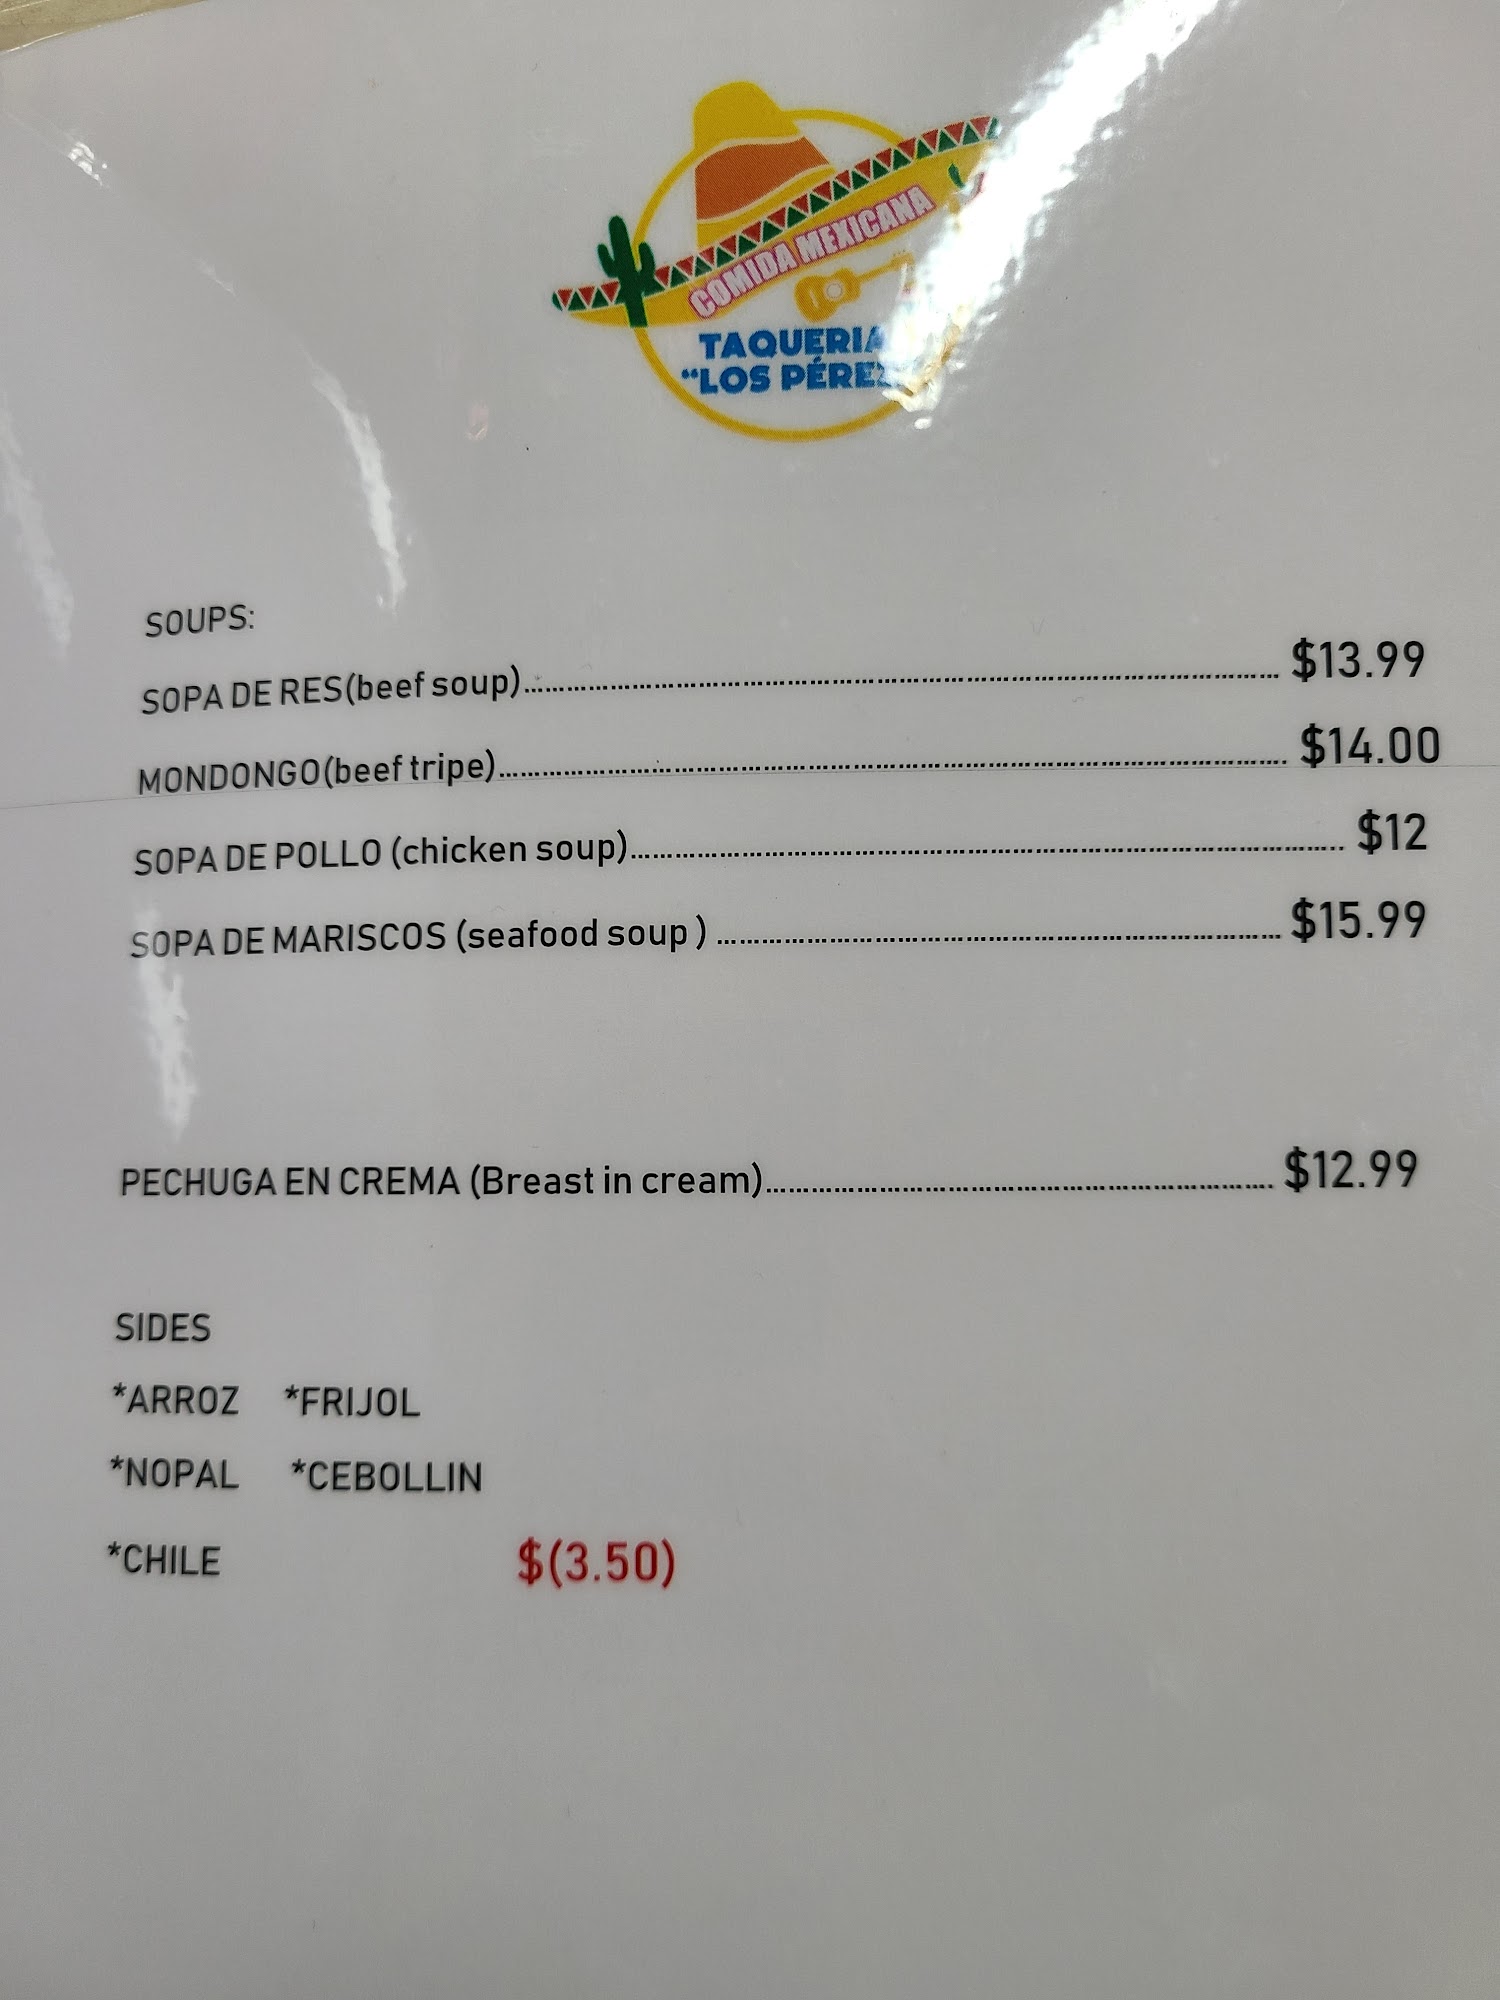 COMIDA MEXICANA
TAQUERIA
“LOS PÉREZ
SOUPS:
SOPA DE RES(beef soup)........................................................................ $13.99
MONDONGO(beef tripe)........................................................................ $14.00
SOPA DE POLLO (chicken soup)................................................................ $12
SOPA DE MARISCOS (seafood soup ) .................................................. $15.99
PECHUGA EN CREMA (Breast in cream)............................................. $12.99
SIDES
*ARROZ *FRIJOL
*NOPAL *CEBOLLIN
*CHILE $(3.50)